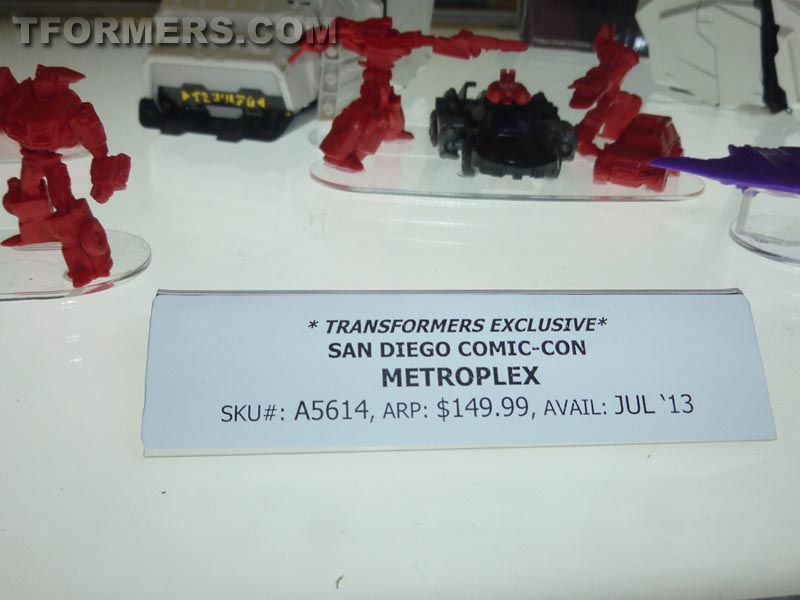 TFORMERS.COM
* TRANSFORMERS EXCLUSIVE*
SAN DIEGO COMIC-CON
METROPLEX
SKU#: A5614, ARP: $149.99, AVAIL: JUL ‘13